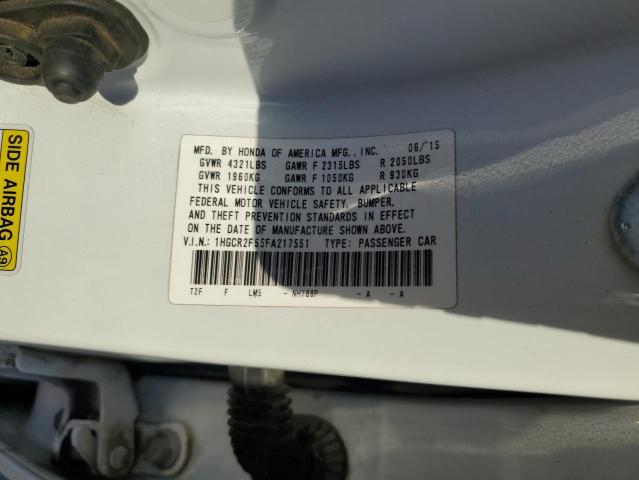 MFD. BY HONDA OF AMERICA MFG., INC. 06/15
GVWR 4321LBS GAWR F 2315LBS R 2050LBS
GVWR 1960KG GAWR F 1050KG R 930KG
THIS VEHICLE CONFORMS TO ALL APPLICABLE
FEDERAL MOTOR VEHICLE SAFETY, BUMPER,
AND THEFT PREVENTION STANDARDS IN EFFECT
ON THE DATE OF MANUFACTURE SHOWN ABOVE.
V.I.N.: 1HGCR2F55FA217551 TYPE: PASSENGER CAR
T2F F LM5 - NH788P - A - A
SIDE AIRBAG A9